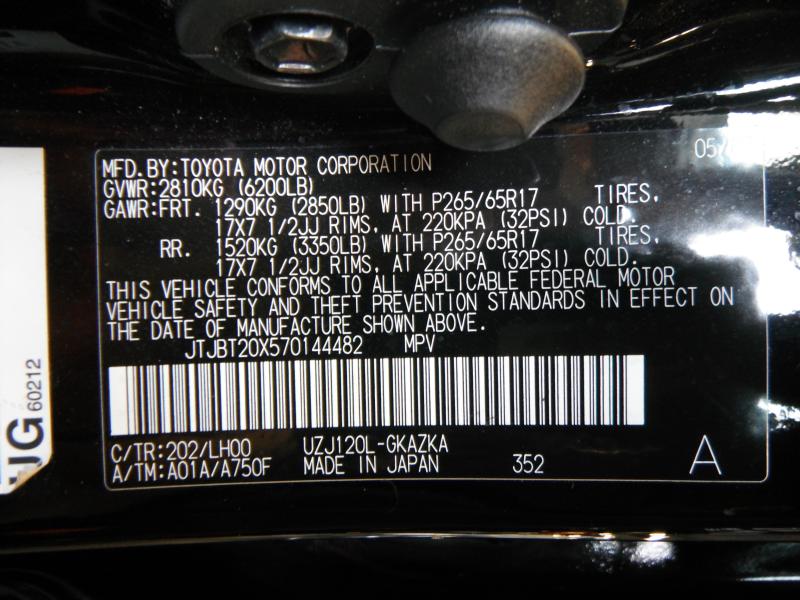 05/
MFD.BY:TOYOTA MOTOR CORPORATION
GVWR:2810KG (6200LB)
GAWR:FRT. 1290KG (2850LB) WITH P265/65R17 TIRES,
17X7 1/2JJ RIMS, AT 220KPA (32PSI) COLD.
RR. 1520KG (3350LB) WITH P265/65R17 TIRES,
17X7 1/2JJ RIMS, AT 220KPA (32PSI) COLD.
THIS VEHICLE CONFORMS TO ALL APPLICABLE FEDERAL MOTOR
VEHICLE SAFETY AND THEFT PREVENTION STANDARDS IN EFFECT ON
THE DATE OF MANUFACTURE SHOWN ABOVE.
JTJBT20X570144482 MPV
C/TR:202/LH00 UZJ120L-GKAZKA
A/TM:A01A/A750F MADE IN JAPAN 352 A
JG 60212